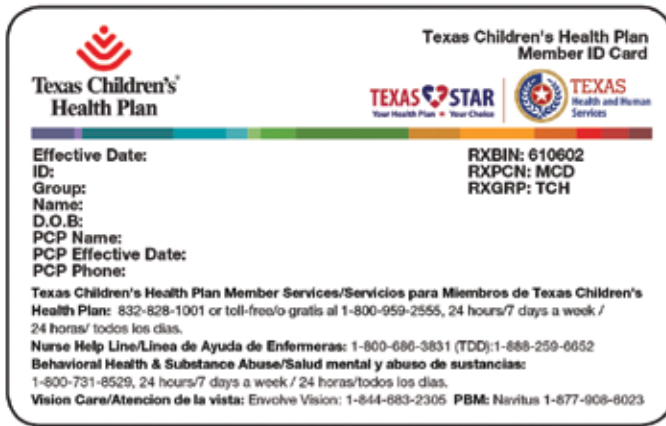 Texas Children's Health Plan
Member ID Card
Texas Children's®
Health Plan
TEXAS STAR
Your Health Plan ★ Your Choice
TEXAS
Health and Human
Services
Effective Date:
ID:
Group:
Name:
D.O.B:
PCP Name:
PCP Effective Date:
PCP Phone:
RXBIN: 610602
RXPCN: MCD
RXGRP: TCH
Texas Children's Health Plan Member Services/Servicios para Miembros de Texas Children's
Health Plan: 832-828-1001 or toll-free/o gratis al 1-800-959-2555, 24 hours/7 days a week /
24 horas/ todos los dias.
Nurse Help Line/Linea de Ayuda de Enfermeras: 1-800-686-3831 (TDD):1-888-259-6652
Behavioral Health & Substance Abuse/Salud mental y abuso de sustancias:
1-800-731-8529, 24 hours/7 days a week / 24 horas/todos los dias.
Vision Care/Atencion de la vista: Envolve Vision: 1-844-683-2305 PBM: Navitus 1-877-908-6023